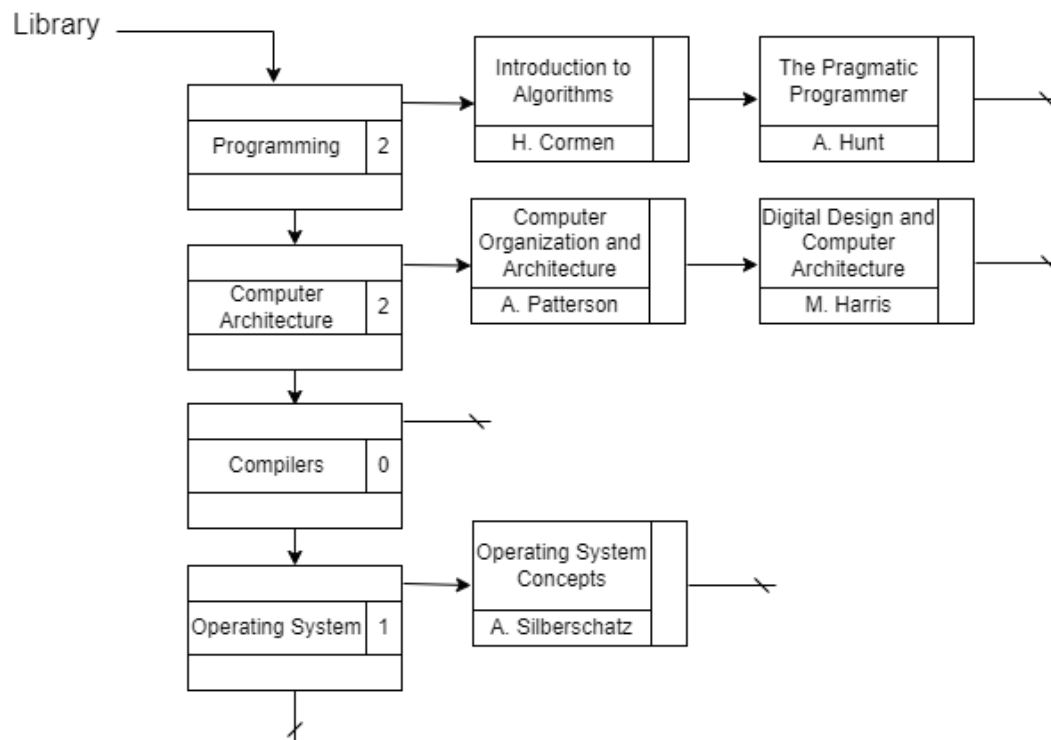 Library
Introduction to
Algorithms
H. Cormen
The Pragmatic
Programmer
A. Hunt
Programming
2
Computer
Organization and
Architecture
A. Patterson
Digital Design and
Computer
Architecture
M. Harris
Computer
Architecture
2
Compilers
0
Operating System
Concepts
A. Silberschatz
Operating System
1